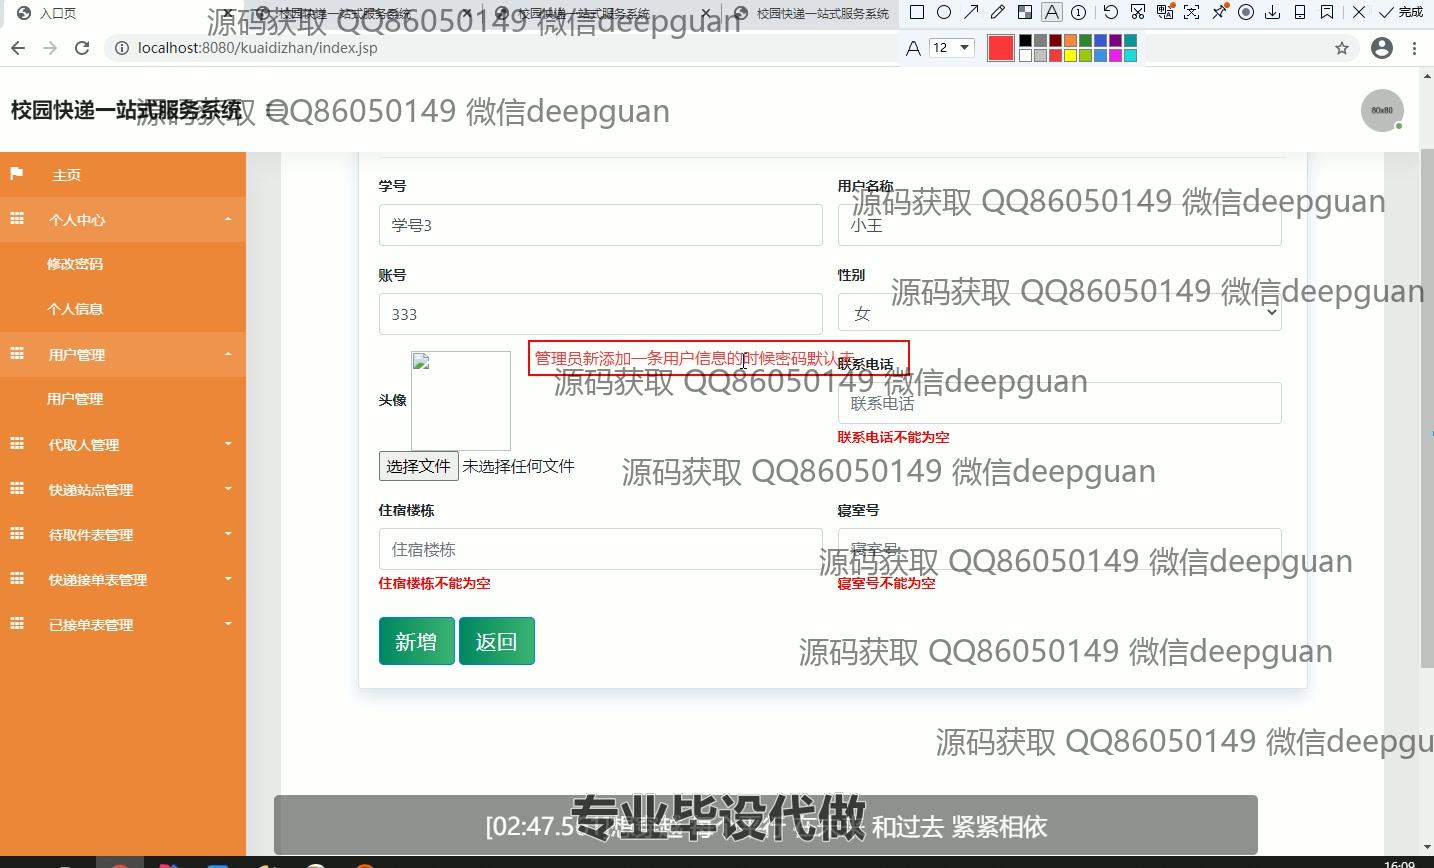 入口页
校园快递一站式服务系统
校园快递一站式服务系统
校园快递一站式服务系统
完成
源码获取 QQ86050149 微信deepguan
localhost:8080/kuaidizhan/index.jsp
A 12
校园快递一站式服务系统
源码获取 QQ86050149 微信deepguan
80x80
主页
个人中心
修改密码
个人信息
用户管理
用户管理
代取人管理
快递站点管理
待取件表管理
快递接单表管理
已接单表管理
学号
用户名称
源码获取 QQ86050149 微信deepguan
学号3
小王
账号
性别
源码获取 QQ86050149 微信deepguan
333
女
管理员新添加一条用户信息的时候密码默认未
联系电话
源码获取 QQ86050149 微信deepguan
头像
联系电话
联系电话不能为空
选择文件 未选择任何文件
源码获取 QQ86050149 微信deepguan
住宿楼栋
寝室号
住宿楼栋
寝室号
源码获取 QQ86050149 微信deepguan
住宿楼栋不能为空
寝室号不能为空
新增 返回
源码获取 QQ86050149 微信deepguan
源码获取 QQ86050149 微信deepgu
专业毕设代做
[02:47.56 和过去 紧紧相依
16:09